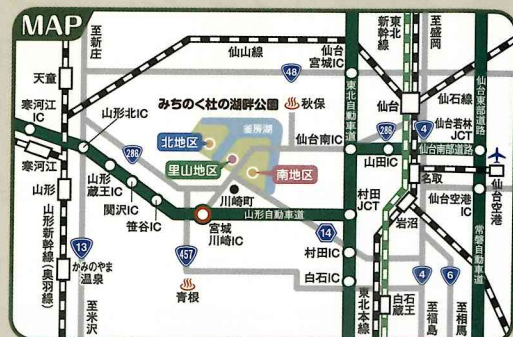 MAP
至新庄
天童
寒河江IC
寒河江
山形
山形新幹線(奥羽線)
13
かみのやま温泉
至米沢
山形北IC
286
山形蔵王IC
関沢IC
笹谷IC
仙山線
48
仙台宮城IC
みちのく杜の湖畔公園
秋保
釜房湖
北地区
里山地区
南地区
川崎町
宮城川崎IC
山形自動車道
457
青根
14
仙台南IC
東北自動車道
村田JCT
村田IC
白石IC
東北本線
286
山田IC
東北新幹線
至盛岡
仙台
4
仙石線
仙台若林JCT
仙台東部道路
仙台南部道路
名取
仙台空港
仙台空港IC
岩沼
常磐自動車道
4
6
白石蔵王
至福島
至相馬